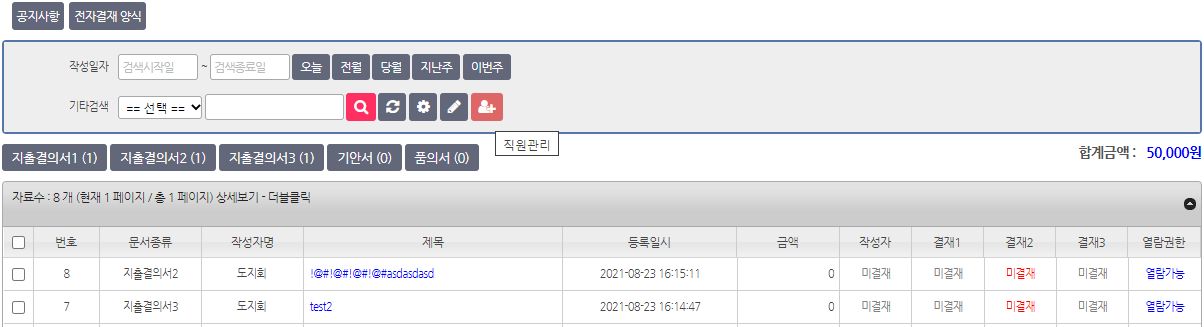 공지사항 전자결재 양식
작성일자 검색시작일 ~ 검색종료일 오늘 전월 당월 지난주 이번주
기타검색 == 선택 ==
직원관리
지출결의서1 (1) 지출결의서2 (1) 지출결의서3 (1) 기안서 (0) 품의서 (0) 합계금액 : 50,000원
자료수 : 8 개 (현재 1 페이지 / 총 1 페이지) 상세보기 - 더블클릭
번호 문서종류 작성자명 제목 등록일시 금액 작성자 결재1 결재2 결재3 열람권한
8 지출결의서2 도지회 !@#!@#!@#!@#asdasdasd 2021-08-23 16:15:11 0 미결재 미결재 미결재 미결재 열람가능
7 지출결의서3 도지회 test2 2021-08-23 16:14:47 0 미결재 미결재 미결재 미결재 열람가능